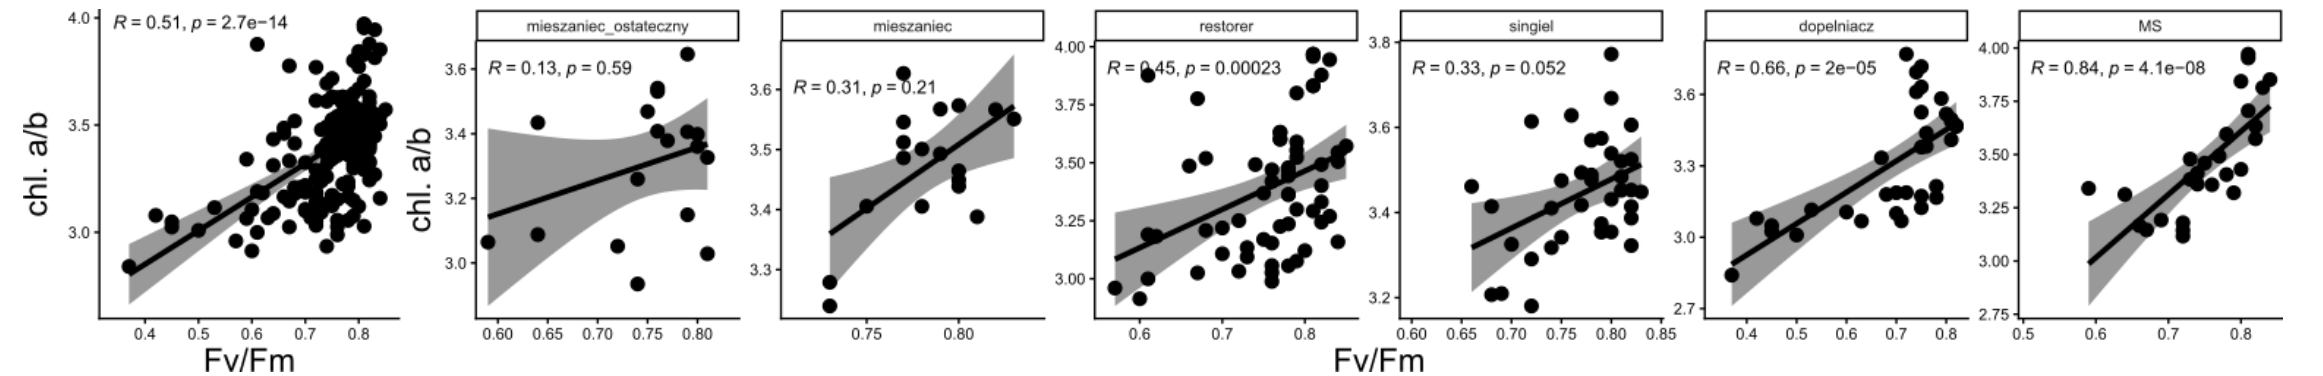 chl. a/b
4.0
3.5
3.0
R = 0.51, p = 2.7e−14
0.4 0.5 0.6 0.7 0.8
Fv/Fm
chl. a/b
mieszaniec_ostateczny
3.6
3.4
3.2
3.0
R = 0.13, p = 0.59
0.60 0.65 0.70 0.75 0.80
mieszaniec
3.6
3.5
3.4
3.3
R = 0.31, p = 0.21
0.75 0.80
restorer
4.00
3.75
3.50
3.25
3.00
R = 0.45, p = 0.00023
0.6 0.7 0.8
singiel
3.8
3.6
3.4
3.2
R = 0.33, p = 0.052
0.60 0.65 0.70 0.75 0.80 0.85
dopelniacz
3.6
3.3
3.0
2.7
R = 0.66, p = 2e−05
0.4 0.5 0.6 0.7 0.8
MS
4.00
3.75
3.50
3.25
3.00
2.75
R = 0.84, p = 4.1e−08
0.5 0.6 0.7 0.8
Fv/Fm